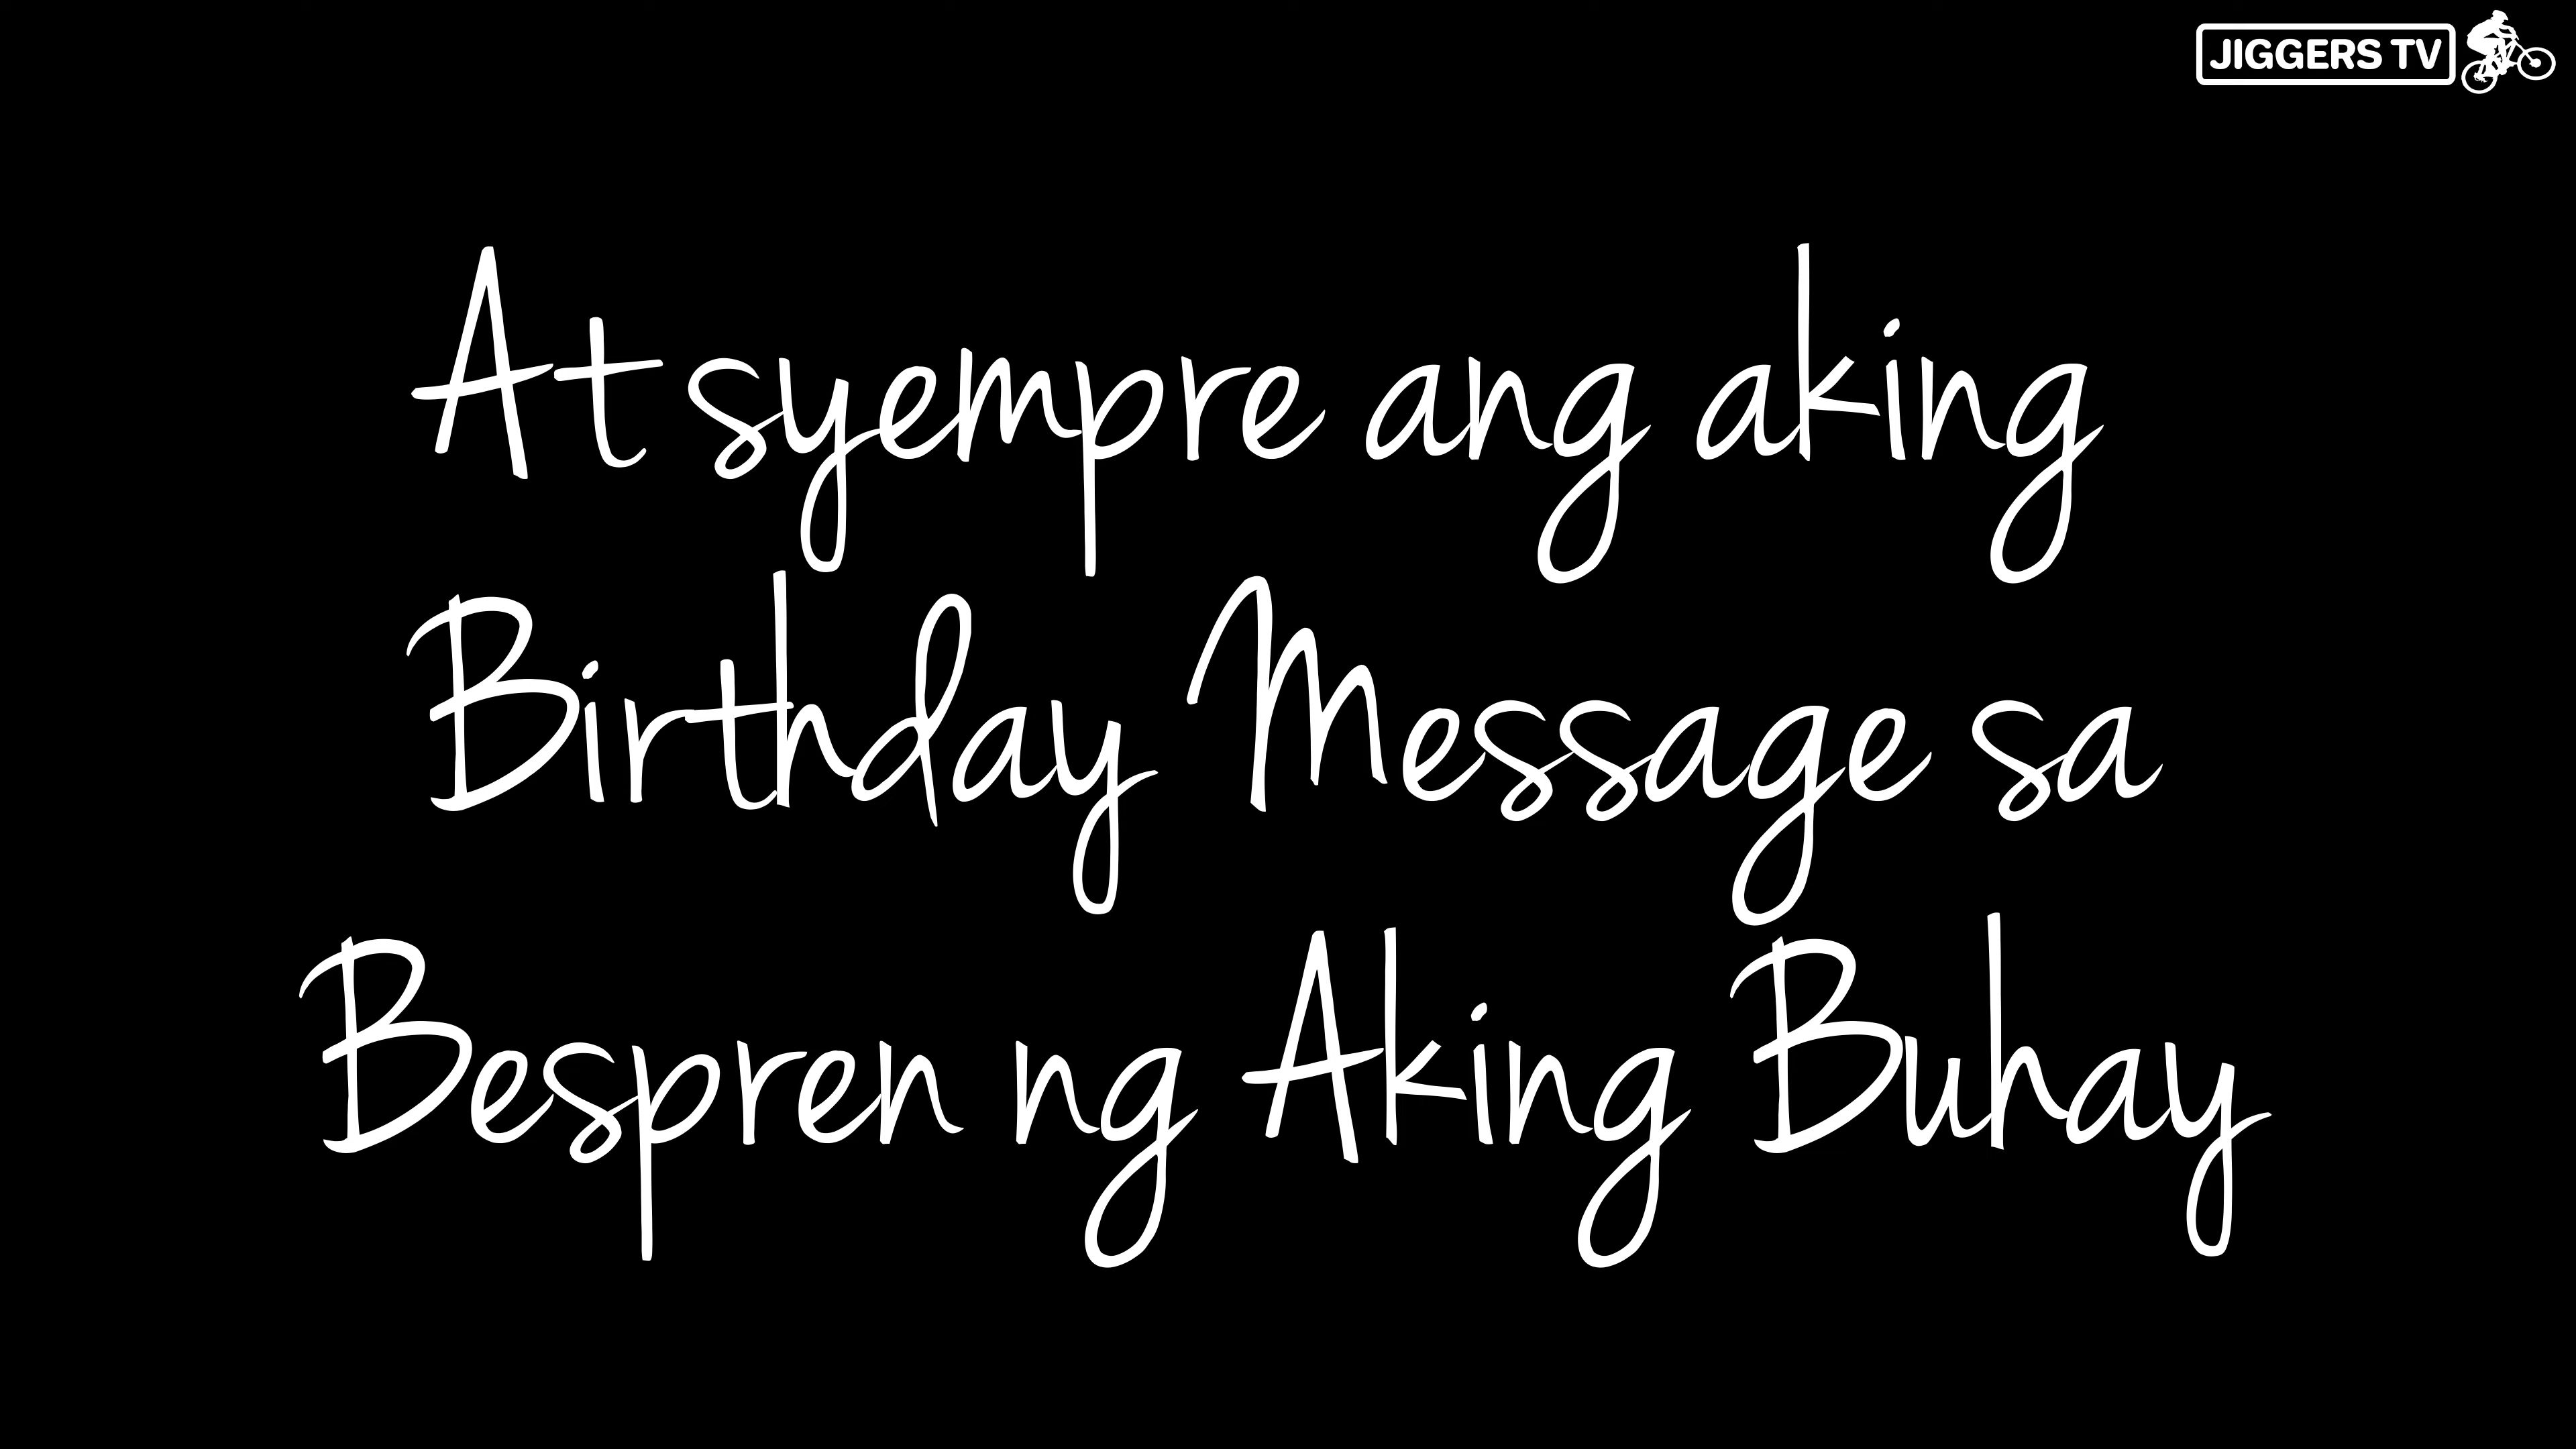 JIGGERS TV
At syempre ang aking
Birthday Message sa
Bespren ng Aking Buhay